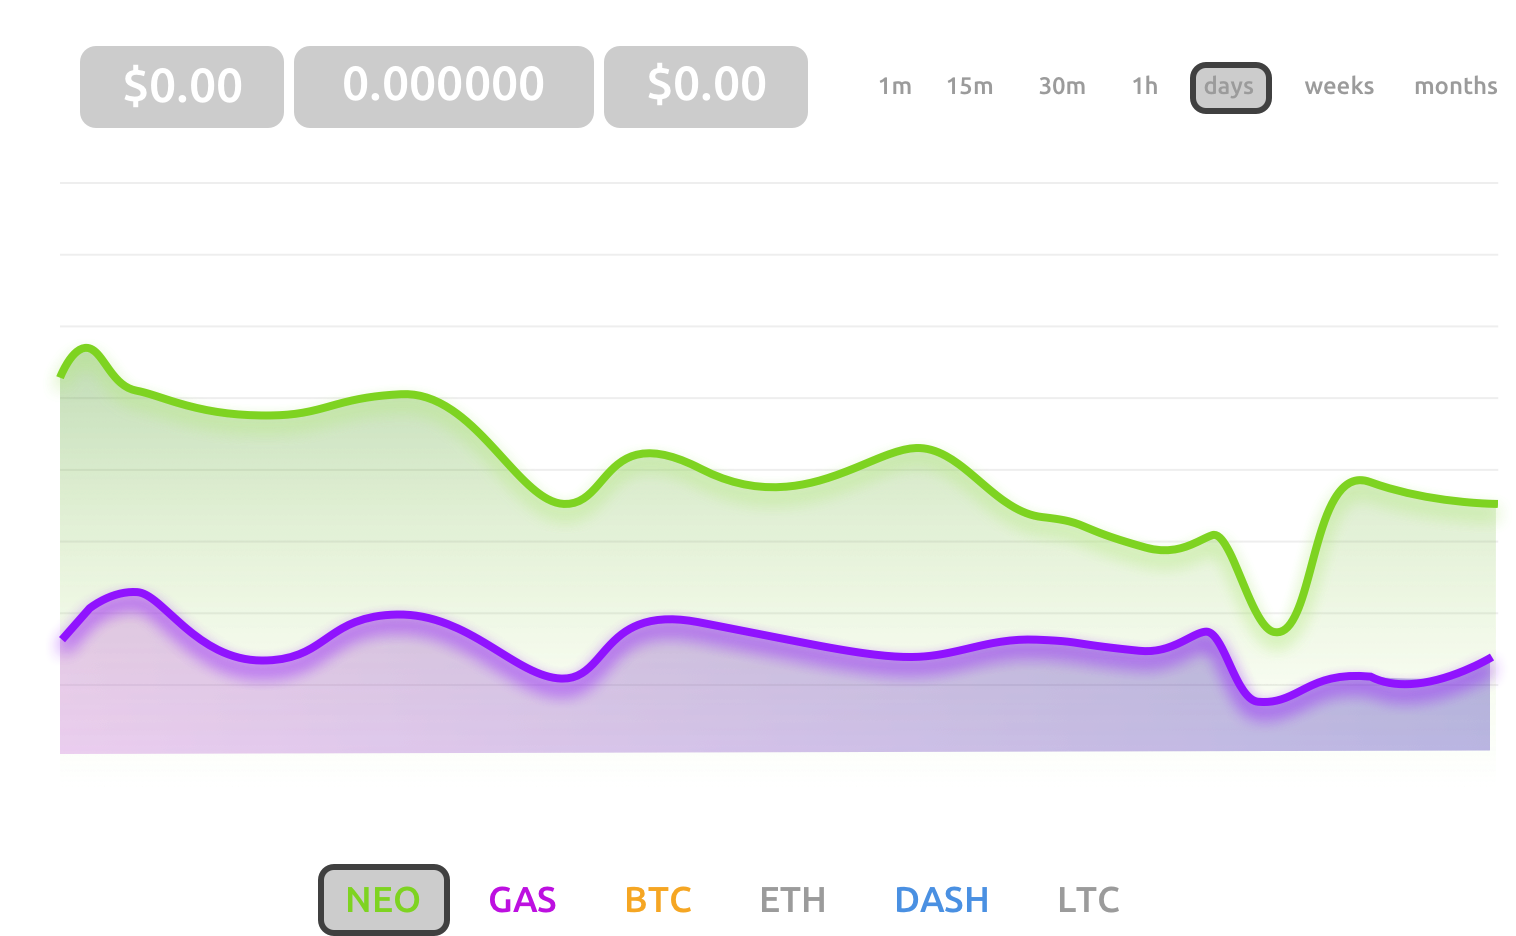 $0.00 0.000000 $0.00 1m 15m 30m 1h days weeks months
NEO GAS BTC ETH DASH LTC